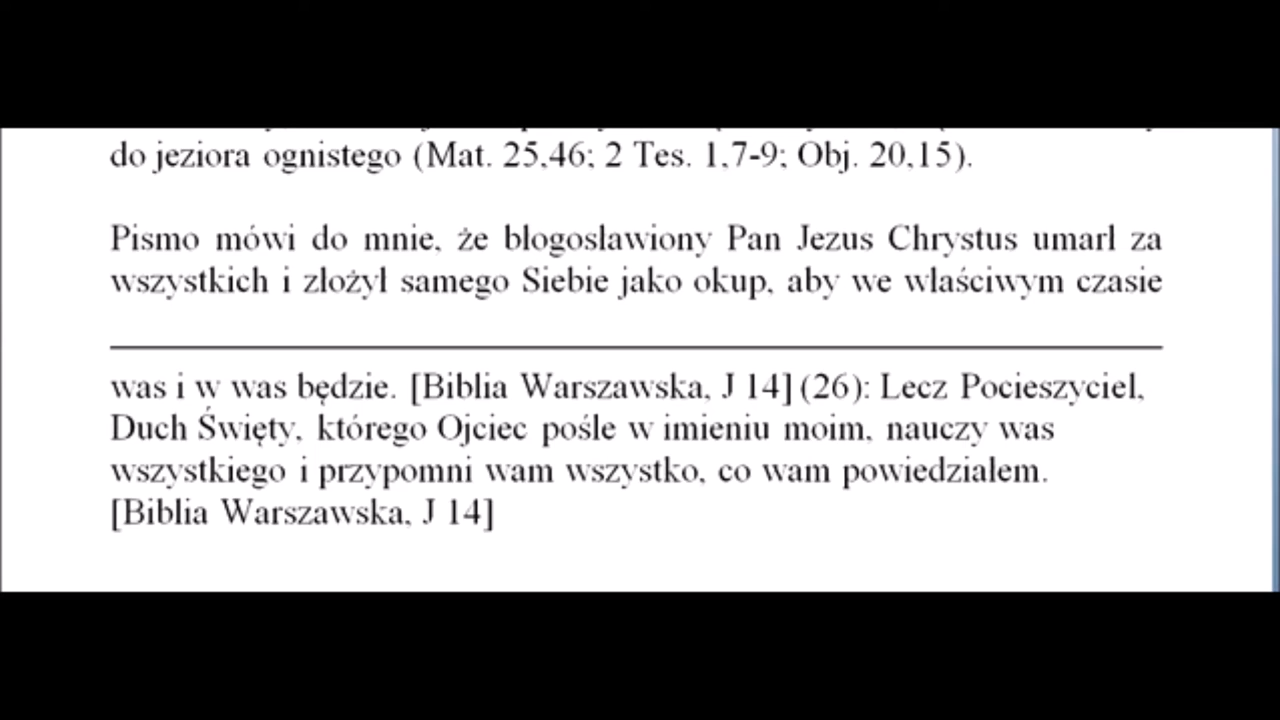 do jeziora ognistego (Mat. 25,46; 2 Tes. 1,7-9; Obj. 20,15).
Pismo mówi do mnie, że błogosławiony Pan Jezus Chrystus umarł za
wszystkich i złożył samego Siebie jako okup, aby we właściwym czasie
was i w was będzie. [Biblia Warszawska, J 14] (26): Lecz Pocieszyciel,
Duch Święty, którego Ojciec pośle w imieniu moim, nauczy was
wszystkiego i przypomni wam wszystko, co wam powiedziałem.
[Biblia Warszawska, J 14]